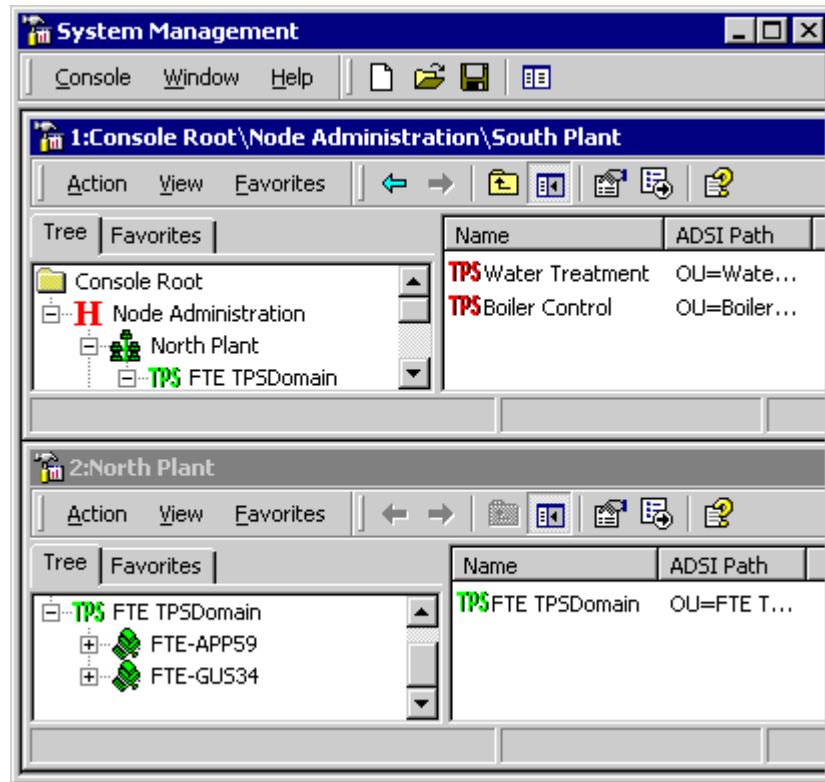 System Management
Console Window Help
1:Console Root\Node Administration\South Plant
Action View Favorites
Tree Favorites
Name ADSI Path
Console Root
H Node Administration
North Plant
TPS FTE TPSDomain
TPS Water Treatment OU=Wate...
TPS Boiler Control OU=Boiler...
2:North Plant
Action View Favorites
Tree Favorites
Name ADSI Path
TPS FTE TPSDomain
FTE-APP59
FTE-GUS34
TPS FTE TPSDomain OU=FTE T...